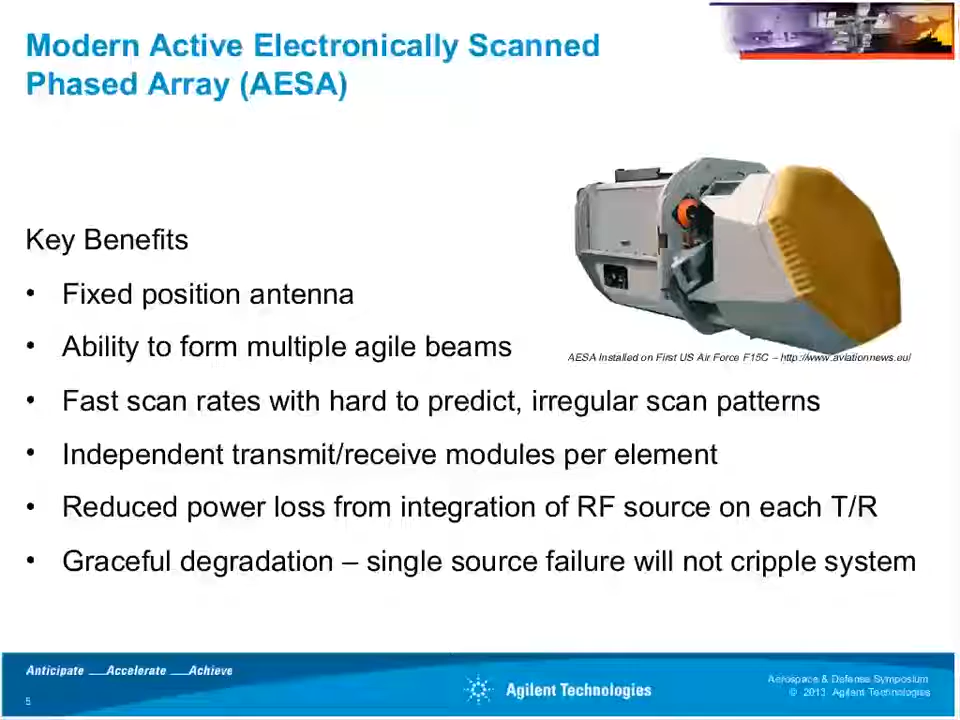 Modern Active Electronically Scanned
Phased Array (AESA)
Key Benefits
• Fixed position antenna
• Ability to form multiple agile beams
AESA Installed on First US Air Force F15C – http://www.aviationnews.eu/
• Fast scan rates with hard to predict, irregular scan patterns
• Independent transmit/receive modules per element
• Reduced power loss from integration of RF source on each T/R
• Graceful degradation – single source failure will not cripple system
Anticipate __Accelerate __Achieve
Agilent Technologies
Aerospace & Defense Symposium
© 2013 Agilent Technologies
5